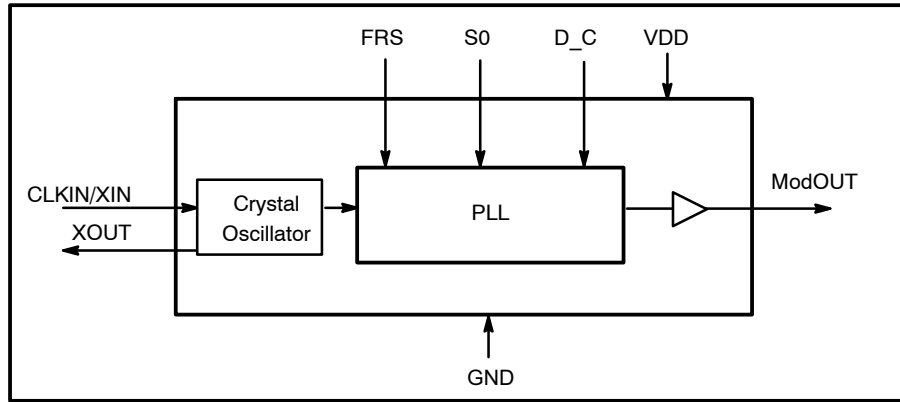 FRS S0 D_C VDD
CLKIN/XIN
XOUT
Crystal
Oscillator
PLL
ModOUT
GND